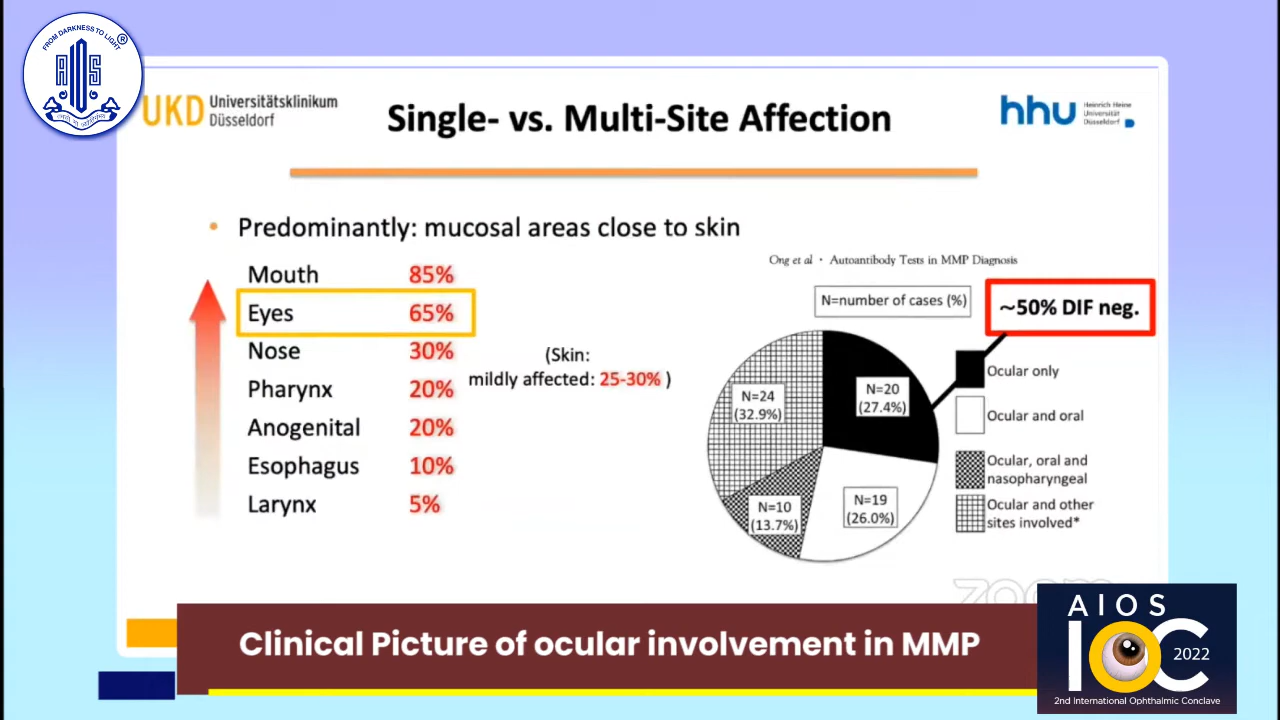 FROM DARKNESS TO LIGHT
®
AIOS
UKD Universitätsklinikum
Düsseldorf
Single- vs. Multi-Site Affection
hhu Heinrich Heine
Universität
Düsseldorf
• Predominantly: mucosal areas close to skin
Mouth 85%
Eyes 65%
Nose 30%
Pharynx 20%
Anogenital 20%
Esophagus 10%
Larynx 5%
(Skin:
mildly affected: 25-30% )
Ong et al · Autoantibody Tests in MMP Diagnosis
N=number of cases (%)
~50% DIF neg.
N=20
(27.4%)
N=24
(32.9%)
N=10
(13.7%)
N=19
(26.0%)
Ocular only
Ocular and oral
Ocular, oral and
nasopharyngeal
Ocular and other
sites involved*
zoom
Clinical Picture of ocular involvement in MMP
AIOS
IOC
2022
2nd International Ophthalmic Conclave